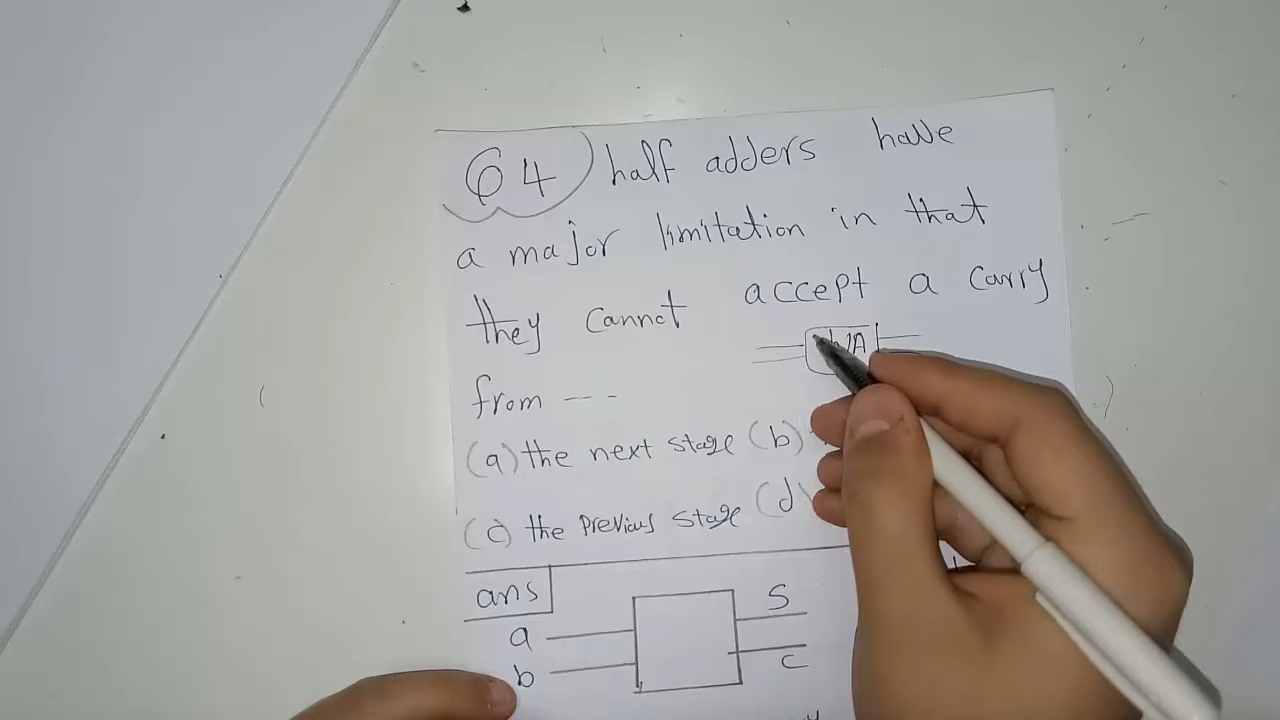 64) half adders have
a major limitation in that
they cannot accept a carry
from ---
(a) the next stage (b)
(c) the previous stage (d)
ans
a
b
S
C